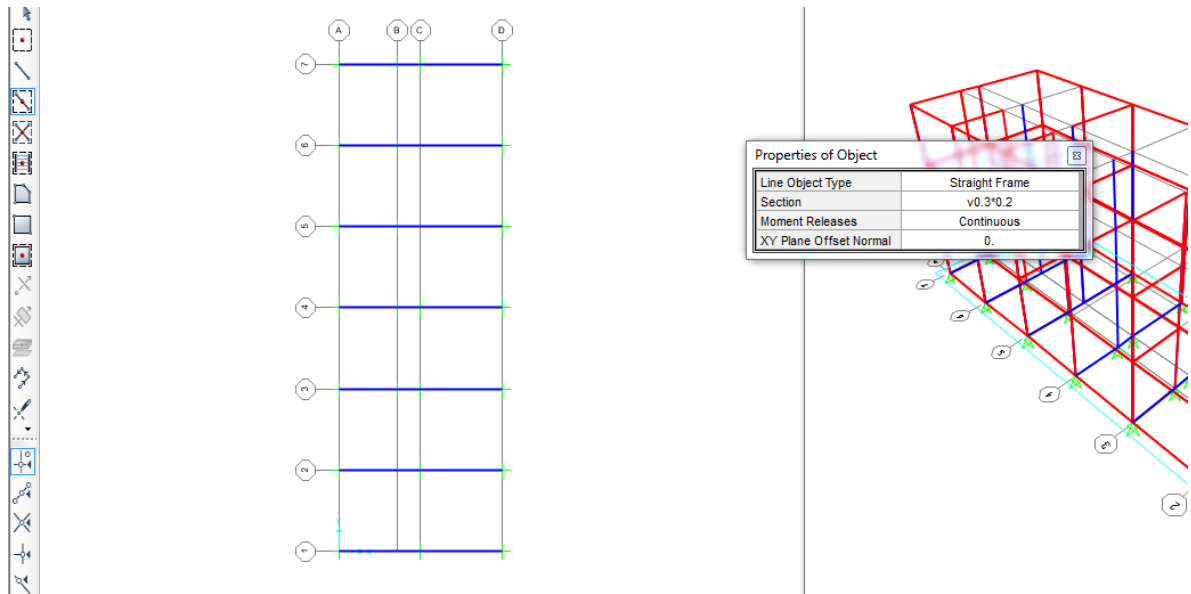 A B C D
7
6
5
4
3
2
1
Properties of Object
Line Object Type Straight Frame
Section v0.3*0.2
Moment Releases Continuous
XY Plane Offset Normal 0.